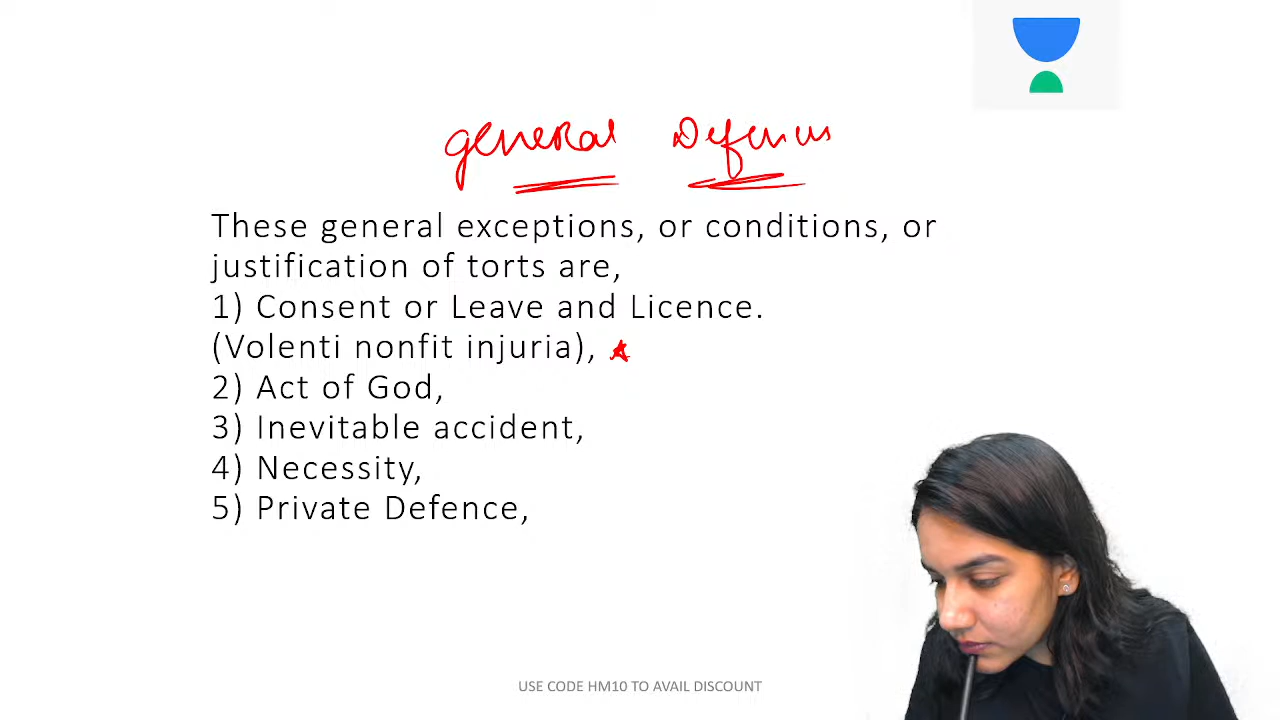 general Defences
These general exceptions, or conditions, or
justification of torts are,
1) Consent or Leave and Licence.
(Volenti nonfit injuria),
2) Act of God,
3) Inevitable accident,
4) Necessity,
5) Private Defence,
USE CODE HM10 TO AVAIL DISCOUNT